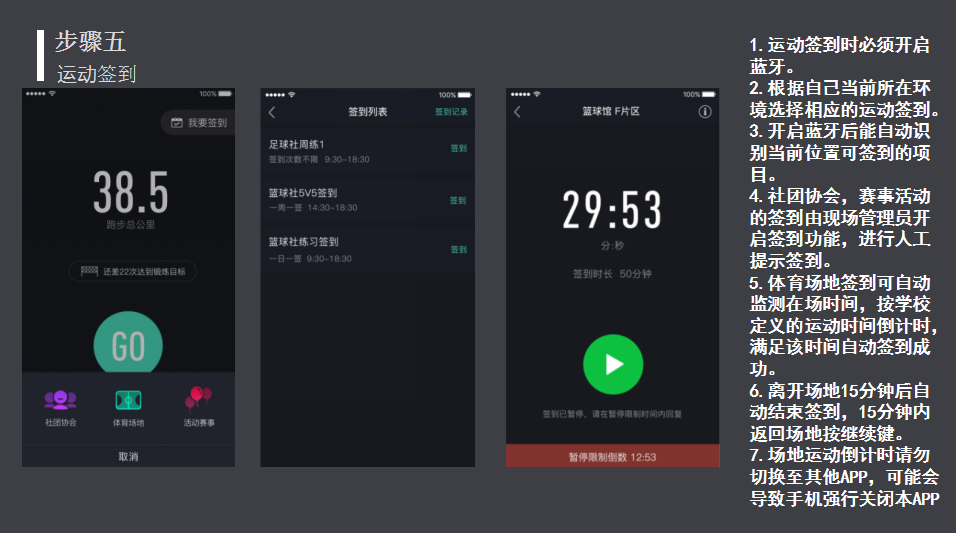 步骤五
运动签到
100%
我要签到
38.5
跑步总公里
还差22次达到锻炼目标
GO
社团协会 体育场地 活动赛事
取消
100%
签到列表 签到记录
足球社周练1
签到次数不限 9:30-18:30
签到
篮球社5V5签到
一周一签 14:30-18:30
签到
篮球社练习签到
一日一签 9:30-18:30
签到
100%
篮球馆 F片区
29:53
分:秒
签到时长 50分钟
签到已暂停, 请在暂停限制时间内回复
暂停限制倒数 12:53
1. 运动签到时必须开启
蓝牙。
2. 根据自己当前所在环
境选择相应的运动签到.
3. 开启蓝牙后能自动识
别当前位置可签到的项
目。
4. 社团协会，赛事活动
的签到由现场管理员开
启签到功能，进行人工
提示签到。
5. 体育场地签到可自动
监测在场时间，按学校
定义的运动时间倒计时，
满足该时间自动签到成
功。
6. 离开场地15分钟后自
动结束签到，15分钟内
返回场地按继续键。
7. 场地运动倒计时请勿
切换至其他APP，可能会
导致手机强行关闭本APP